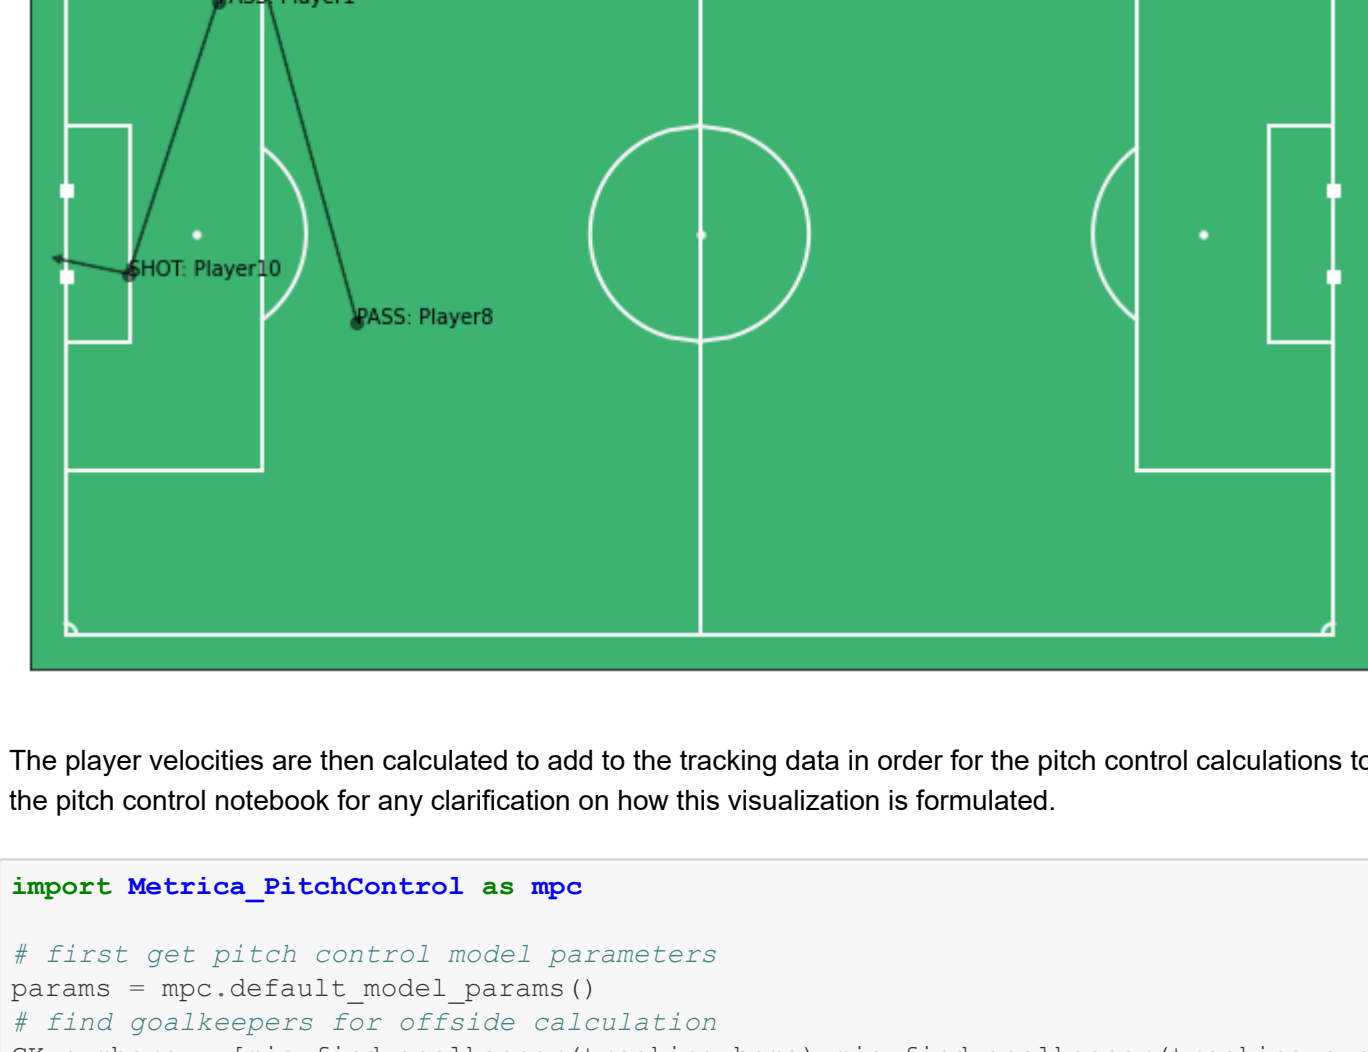 PASS: Player1
SHOT: Player10
PASS: Player8
The player velocities are then calculated to add to the tracking data in order for the pitch control calculations to
the pitch control notebook for any clarification on how this visualization is formulated.
import Metrica_PitchControl as mpc
# first get pitch control model parameters
params = mpc.default_model_params()
# find goalkeepers for offside calculation